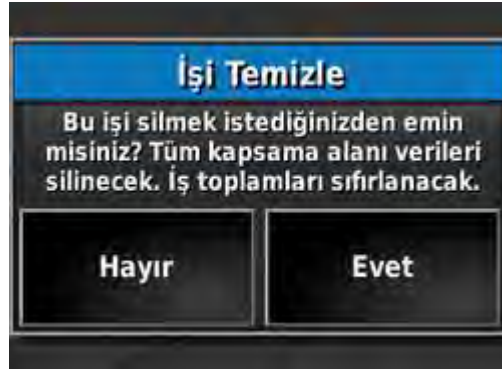 İşi Temizle
Bu işi silmek istediğinizden emin
misiniz? Tüm kapsama alanı verileri
silinecek. İş toplamları sıfırlanacak.
Hayır
Evet